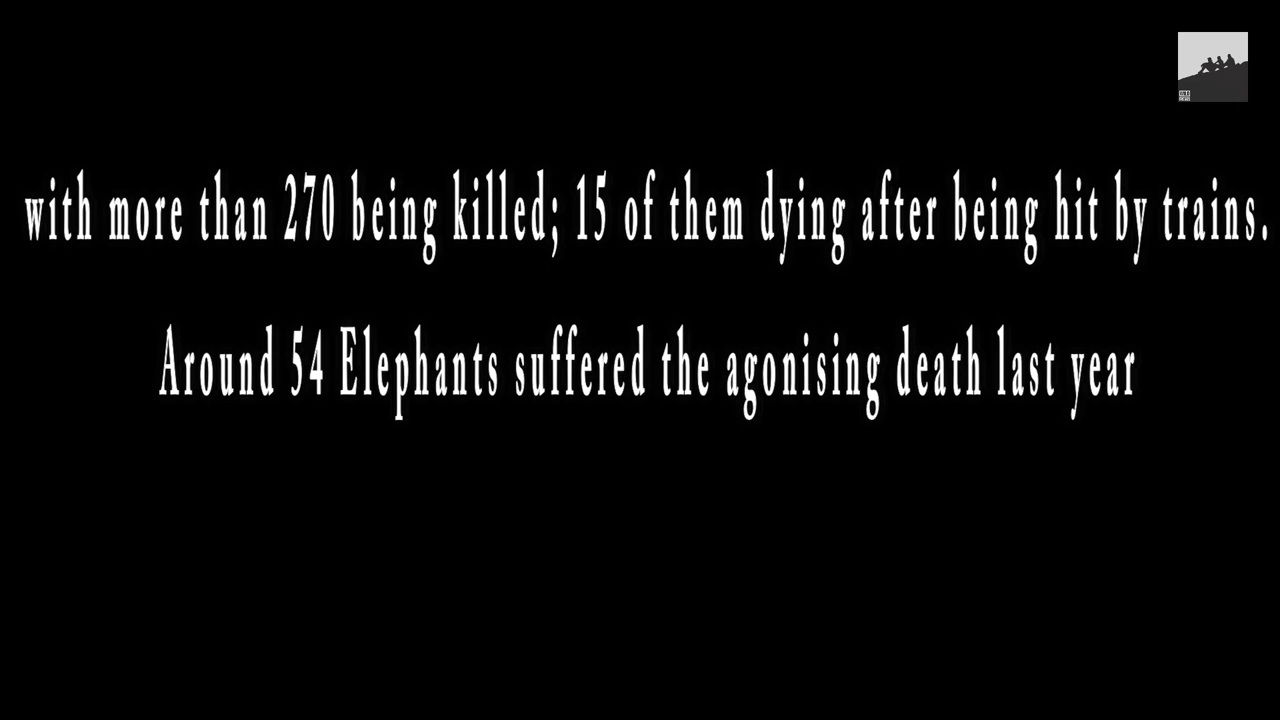 with more than 270 being killed; 15 of them dying after being hit by trains.
Around 54 Elephants suffered the agonising death last year